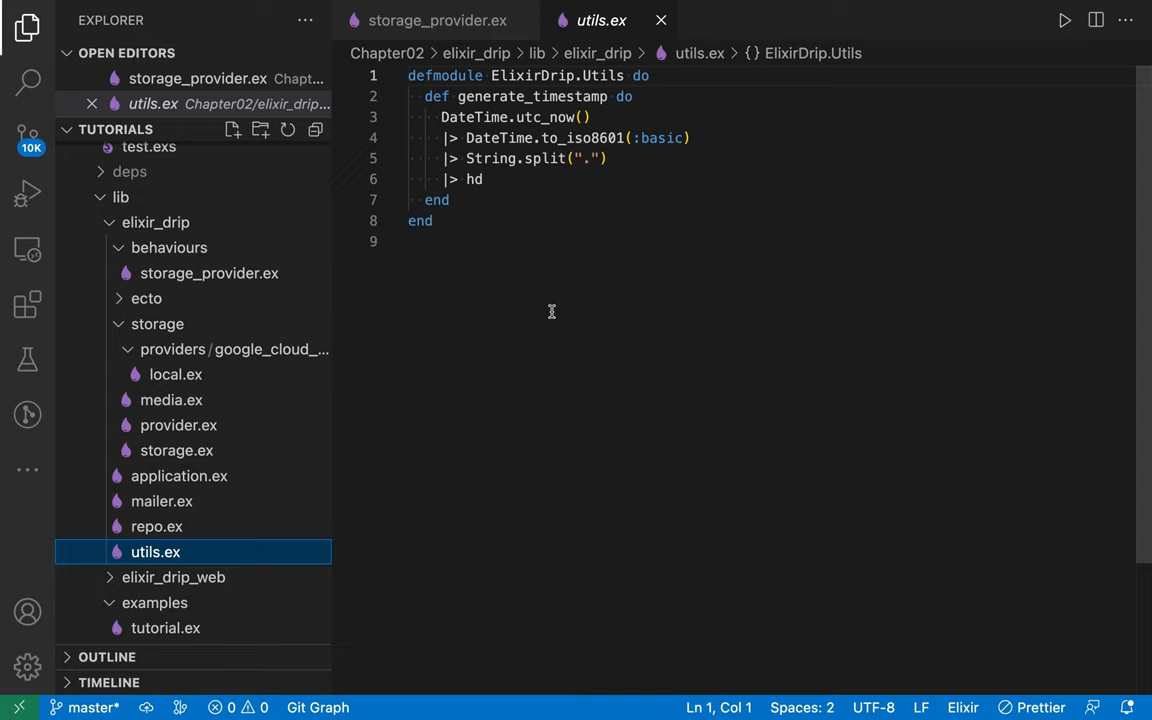 EXPLORER
OPEN EDITORS
storage_provider.ex Chapt...
utils.ex Chapter02/elixir_drip...
TUTORIALS
test.exs
deps
lib
elixir_drip
behaviours
storage_provider.ex
ecto
storage
providers/google_cloud_...
local.ex
media.ex
provider.ex
storage.ex
application.ex
mailer.ex
repo.ex
utils.ex
elixir_drip_web
examples
tutorial.ex
OUTLINE
TIMELINE
10K
storage_provider.ex
utils.ex
Chapter02 > elixir_drip > lib > elixir_drip > utils.ex > {} ElixirDrip.Utils
1 defmodule ElixirDrip.Utils do
2 def generate_timestamp do
3 DateTime.utc_now()
4 |> DateTime.to_iso8601(:basic)
5 |> String.split(".")
6 |> hd
7 end
8 end
9
master* 0 0 Git Graph Ln 1, Col 1 Spaces: 2 UTF-8 LF Elixir Prettier